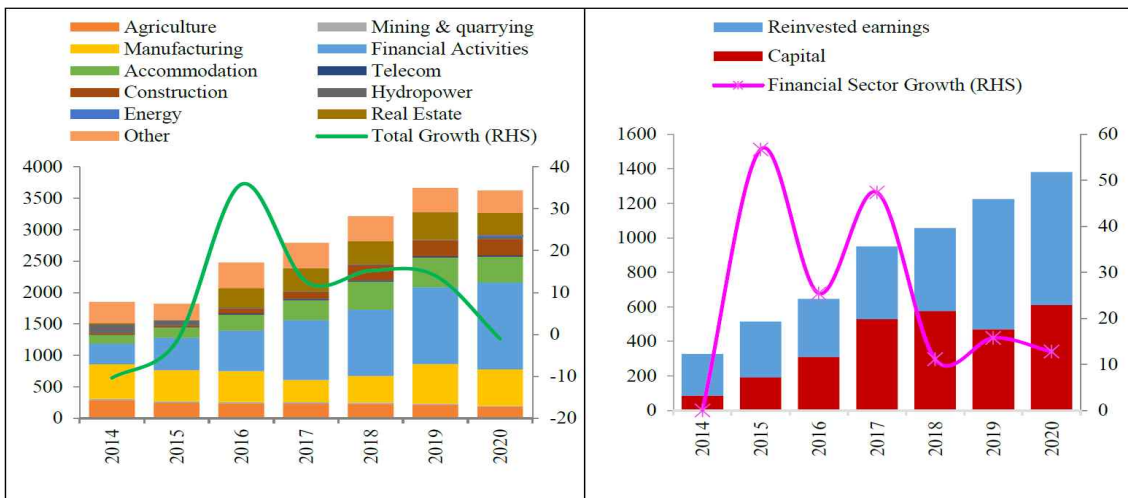 Agriculture Mining & quarrying
Manufacturing Financial Activities
Accommodation Telecom
Construction Hydropower
Energy Real Estate
Other Total Growth (RHS)
4000 40
3500 30
3000
2500 20
2000 10
1500 0
1000
500 -10
0 -20
2014 2015 2016 2017 2018 2019 2020
Reinvested earnings
Capital
Financial Sector Growth (RHS)
1600 60
1400 50
1200
1000 40
800 30
600 20
400
200 10
0 0
2014 2015 2016 2017 2018 2019 2020